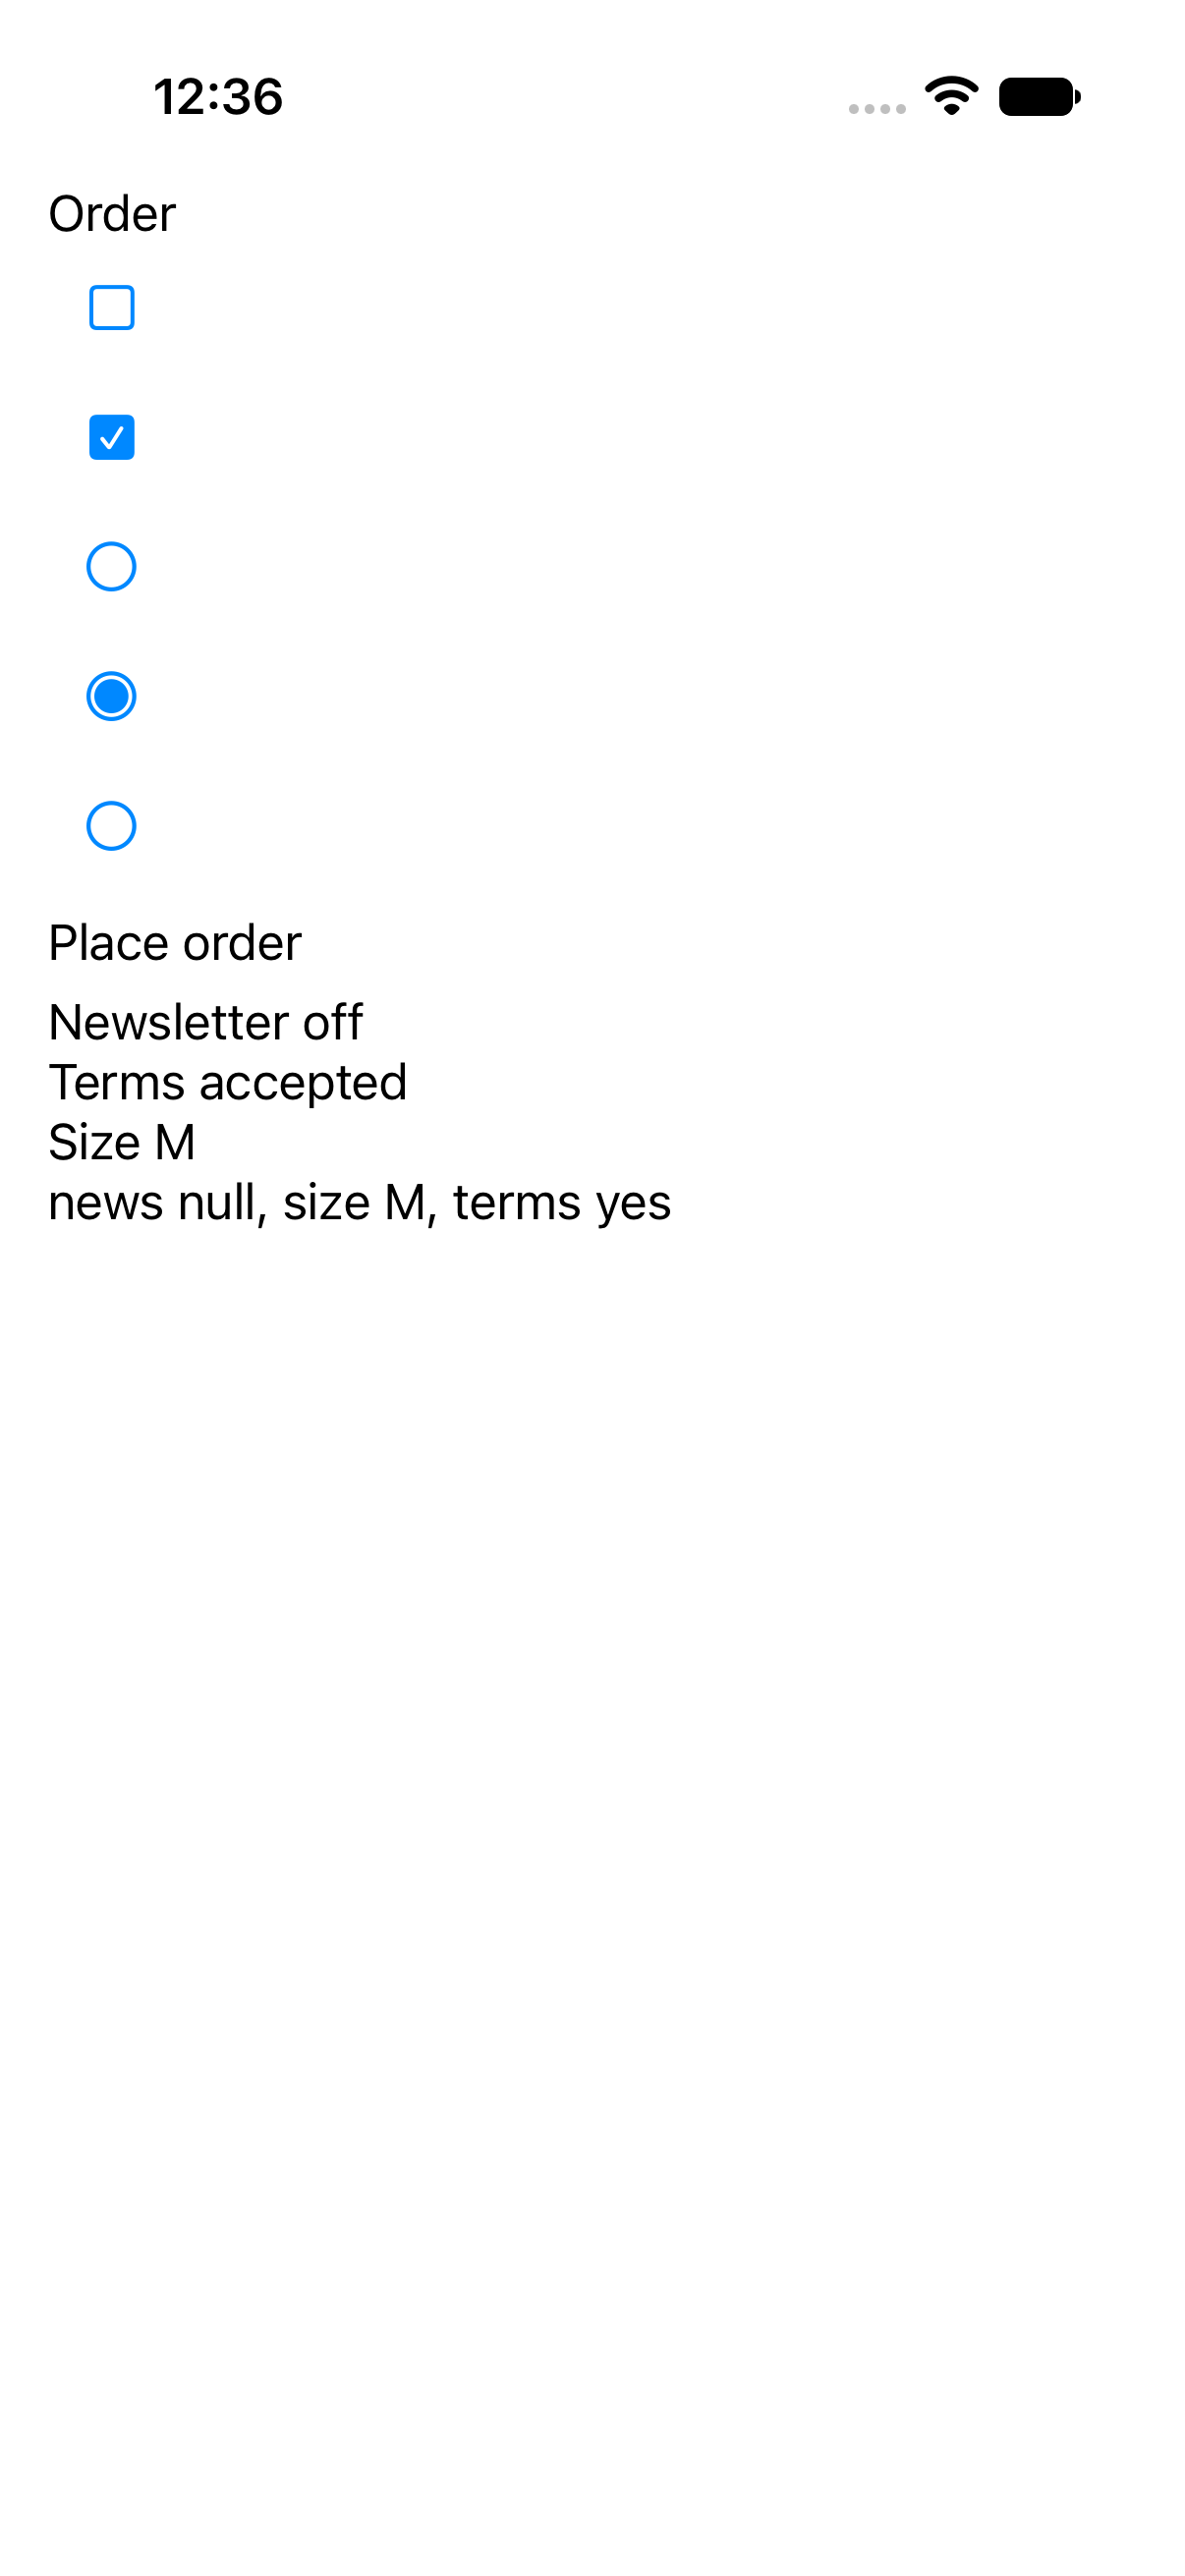 12:36
Order
Place order
Newsletter off
Terms accepted
Size M
news null, size M, terms yes